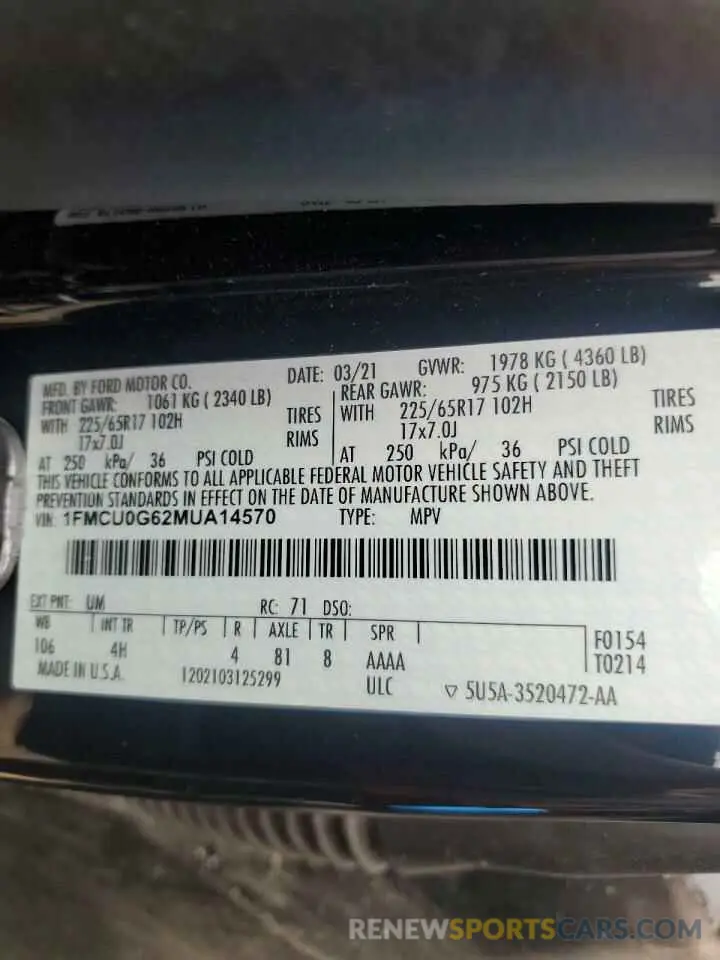 MFD. BY FORD MOTOR CO. DATE: 03/21 GVWR: 1978 KG ( 4360 LB)
FRONT GAWR: 1061 KG ( 2340 LB) REAR GAWR: 975 KG ( 2150 LB)
WITH 225/65R17 102H TIRES WITH 225/65R17 102H TIRES
17x7.0J RIMS 17x7.0J RIMS
AT 250 kPa/ 36 PSI COLD AT 250 kPa/ 36 PSI COLD
THIS VEHICLE CONFORMS TO ALL APPLICABLE FEDERAL MOTOR VEHICLE SAFETY AND THEFT
PREVENTION STANDARDS IN EFFECT ON THE DATE OF MANUFACTURE SHOWN ABOVE.
VIN: 1FMCU0G62MUA14570 TYPE: MPV
EXT PNT: UM RC: 71 DSO:
WB INT TR TP/PS R AXLE TR SPR
106 4H 4 81 8 AAAA F0154
T0214
MADE IN U.S.A. 1202103125299 ULC ▽ 5U5A-3520472-AA
RENEWSPORTSCARS.COM